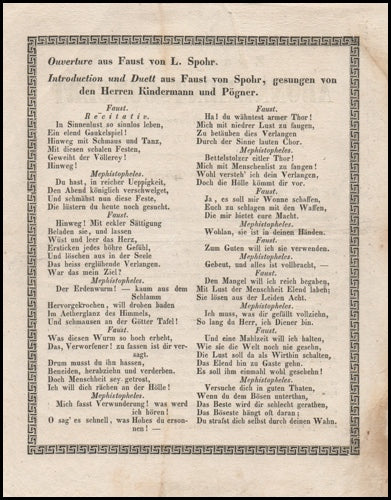 Ouverture aus Faust von L. Spohr.
Introduction und Duett aus Faust von Spohr, gesungen von
den Herren Kindermann und Pögner.
Faust.
Recitativ.
In Sinnenlust so sinnlos leben,
Ein elend Gaukelspiel!
Hinweg mit Schmaus und Tanz,
Mit diesen schalen Festen,
Geweiht der Völlerey!
Hinweg!
Mephistopheles.
Du hast, in reicher Ueppigkeit,
Den Abend königlich verschwelget,
Und schmälhst nun diese Feste,
Die lüstern du heute noch gesucht.
Faust.
Hinweg! Mit eckler Sättigung
Beladen sie, und lassen
Wüst und leer das Herz,
Ersticken jedes höhre Gefühl,
Und löschen aus in der Seele
Das heiss erglühende Verlangen.
War das mein Ziel?
Mephistopheles.
Der Erdenwurm! — kaum aus dem
Schlamm
Hervorgekrochen, will droben baden
Im Aetherglanz des Himmels,
Und schmausen an der Götter Tafel!
Faust.
Was diesen Wurm so hoch erhebt,
Das, Verworfener! zu fassen ist dir ver-
sagt.
Drum musst du ihn hassen,
Beneiden, herabziehn und verderben.
Doch Menschheit sey getrost,
Ich will dich rächen an der Hölle!
Mephistopheles.
Mich fasst Verwunderung! was werd
ich hören!
O sag' es schnell, was Hohes du erson-
nen! —
Faust.
Ha! du wähntest armer Thor!
Mich mit niedrer Lust zu fangen,
Zu betäuben dies Verlangen
Durch der Sinne lauten Chor.
Mephistopheles.
Bettelstolzer eitler Thor!
Mich mit Menschenlist zu fangen!
Wohl versteh' ich dein Verlangen,
Doch die Hölle kömmt dir vor.
Faust.
Ja, es soll mir Wonne schaffen,
Euch zu schlagen mit den Waffen,
Die mir bietet eure Macht.
Mephistopheles.
Wohlan, sie ist in deinen Händen.
Faust.
Zum Guten will ich sie verwenden.
Mephistopheles.
Gebeut, und alles ist vollbracht, —
Faust.
Den Mangel will ich reich begaben,
Mit Lust der Menschheit Elend laben;
Sie lösen aus der Leiden Acht.
Mephistopheles.
Ich muss, was dir gefällt vollziehn,
So lang du Herr, ich Diener bin.
Faust.
Und eine Mahlzeit will ich halten,
Wie sie die Welt noch nie gesehn,
Die Lust soll da als Wirthin schalten,
Das Elend hin zu Gaste gehn.
Es soll ihm einmahl wohl geschehn!
Mephistopheles.
Versuche dich in guten Thaten,
Wenn du dem Bösen unterthan,
Das Beste wird dir schlecht gerathen,
Das Böseste hängt oft daran;
Du strafst dich selbst durch deinen Wahn.